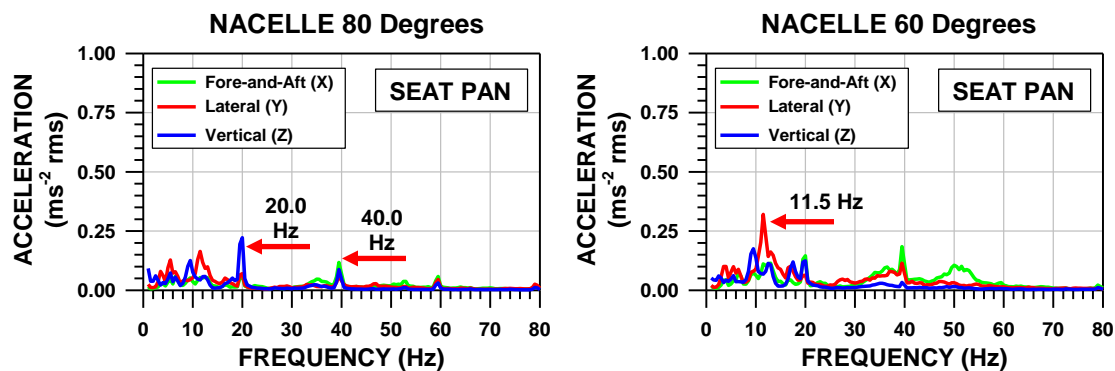 NACELLE 80 Degrees
ACCELERATION
(ms-2 rms)
1.00
0.75
0.50
0.25
0.00
Fore-and-Aft (X)
Lateral (Y)
Vertical (Z)
SEAT PAN
20.0
Hz
40.0
Hz
0 10 20 30 40 50 60 70 80
FREQUENCY (Hz)
NACELLE 60 Degrees
ACCELERATION
(ms-2 rms)
1.00
0.75
0.50
0.25
0.00
Fore-and-Aft (X)
Lateral (Y)
Vertical (Z)
SEAT PAN
11.5 Hz
0 10 20 30 40 50 60 70 80
FREQUENCY (Hz)